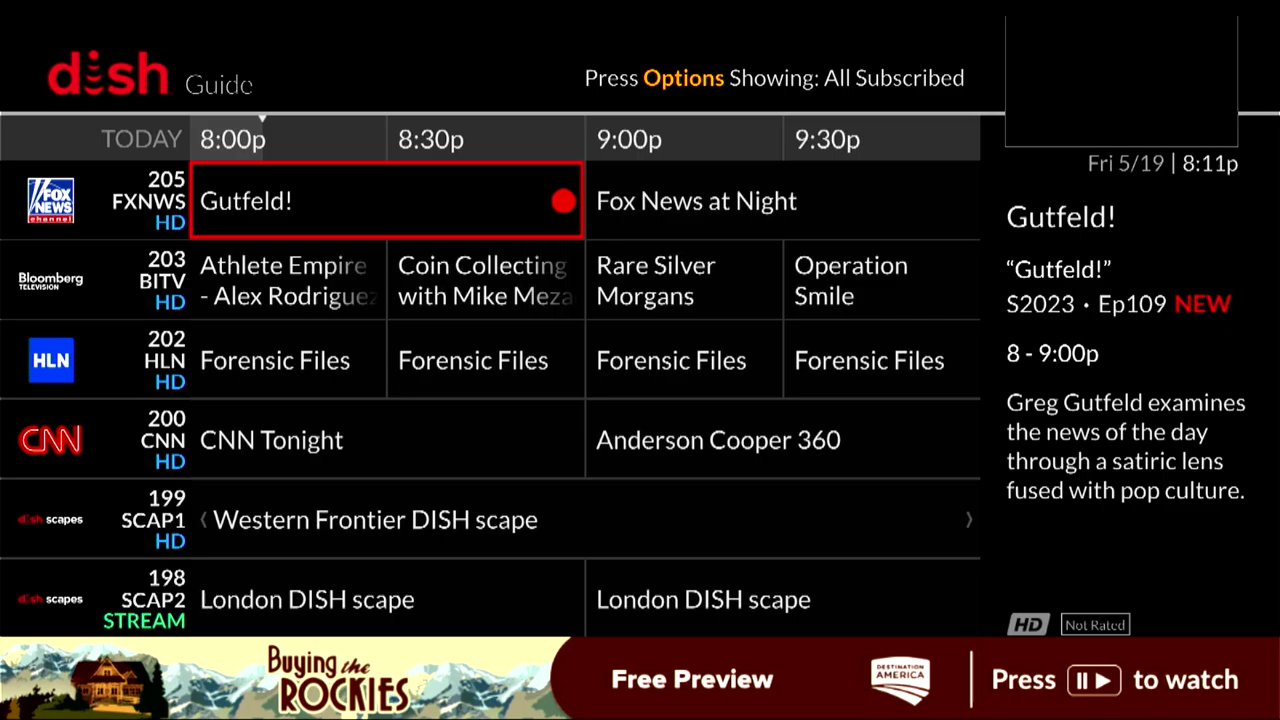 dish Guide
Press Options Showing: All Subscribed
TODAY 8:00p 8:30p 9:00p 9:30p
Fri 5/19 | 8:11p
FOX
NEWS
channel
205
FXNWS
HD
Gutfeld!
Fox News at Night
Bloomberg
TELEVISION
203
BITV
HD
Athlete Empire
- Alex Rodriguez
Coin Collecting
with Mike Meza
Rare Silver
Morgans
Operation
Smile
HLN
202
HLN
HD
Forensic Files
Forensic Files
Forensic Files
Forensic Files
CNN
200
CNN
HD
CNN Tonight
Anderson Cooper 360
dish scapes
199
SCAP1
HD
Western Frontier DISH scape
dish scapes
198
SCAP2
STREAM
London DISH scape
London DISH scape
Gutfeld!
“Gutfeld!”
S2023 • Ep109 NEW
8 - 9:00p
Greg Gutfeld examines
the news of the day
through a satiric lens
fused with pop culture.
HD Not Rated
Buying the
ROCKIES
Free Preview
DESTINATION
AMERICA
Press to watch